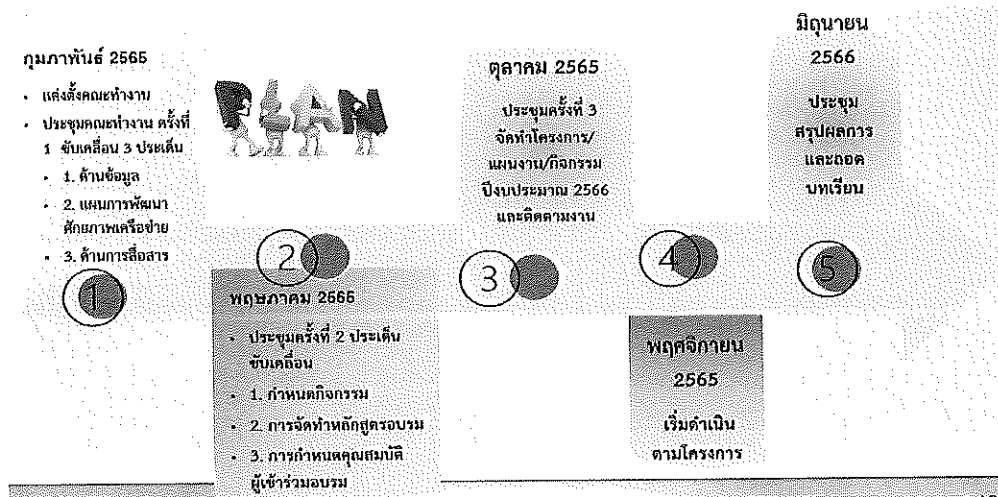 กุมภาพันธ์ 2565
• แต่งตั้งคณะทำงาน
• ประชุมคณะทำงาน ครั้งที่
1 ขับเคลื่อน 3 ประเด็น
• 1. ด้านข้อมูล
• 2. แผนการพัฒนา
ศักยภาพเครือข่าย
• 3. ด้านการสื่อสาร
1
PLAN
2
พฤษภาคม 2565
• ประชุมครั้งที่ 2 ประเด็น
ขับเคลื่อน
• 1. กำหนดกิจกรรม
• 2. การจัดทำหลักสูตรอบรม
• 3. การกำหนดคุณสมบัติ
ผู้เข้าร่วมอบรม
ตุลาคม 2565
ประชุมครั้งที่ 3
จัดทำโครงการ/
แผนงาน/กิจกรรม
ปีงบประมาณ 2566
และติดตามงาน
3
4
พฤศจิกายน
2565
เริ่มดำเนิน
ตามโครงการ
มิถุนายน
2566
ประชุม
สรุปผลการ
และถอด
บทเรียน
5